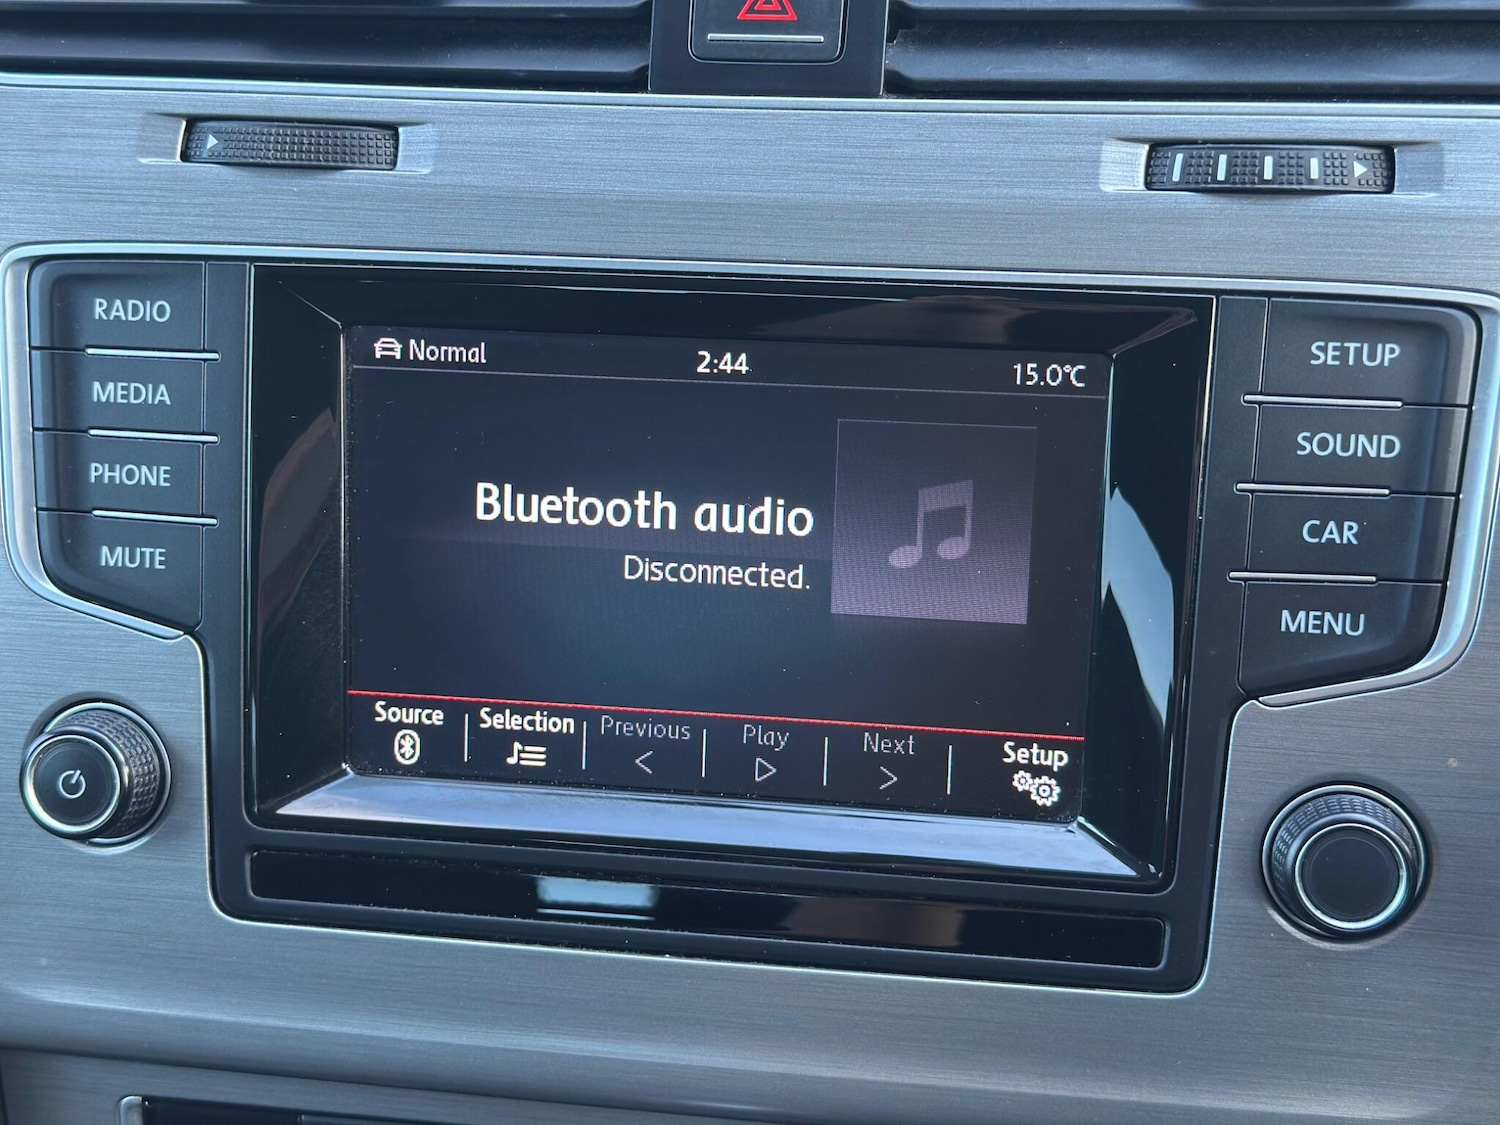 RADIO
MEDIA
PHONE
MUTE
Normal
2:44
15.0°C
Bluetooth audio
Disconnected.
Source
Selection
Previous
Play
Next
Setup
SETUP
SOUND
CAR
MENU